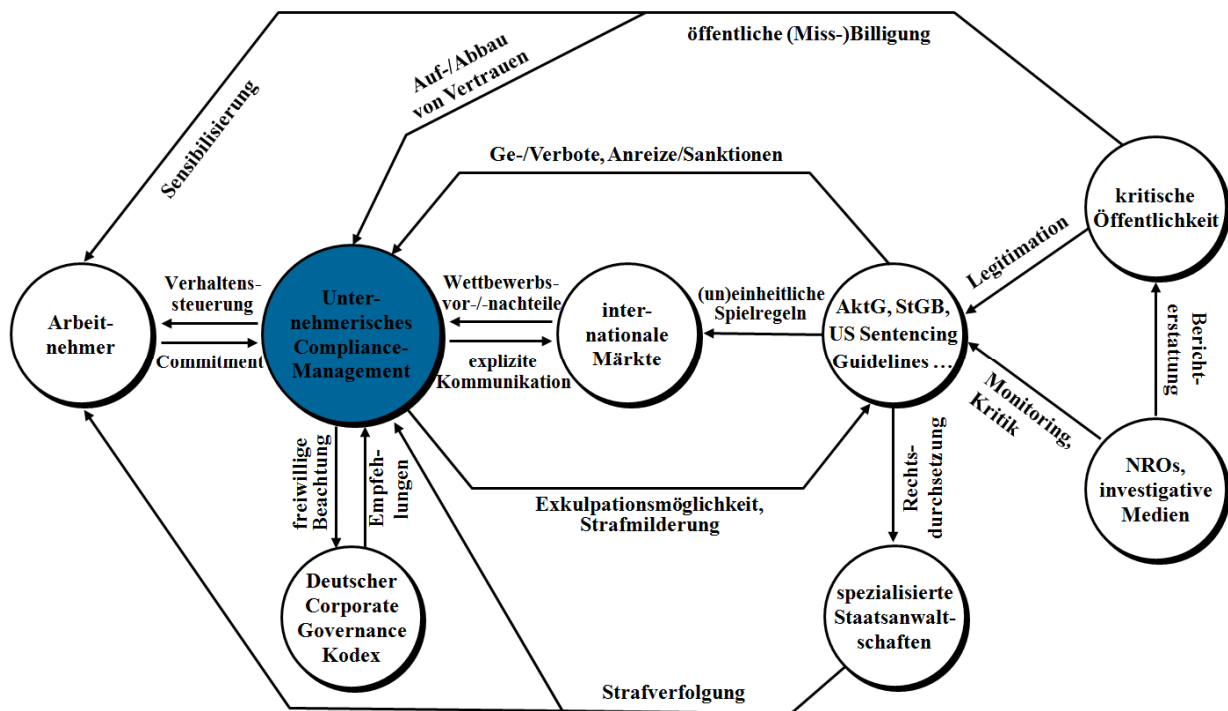 öffentliche (Miss-)Billigung
Auf-/Abbau
von Vertrauen
Sensibilisierung
Ge-/Verbote, Anreize/Sanktionen
kritische
Öffentlichkeit
Legitimation
Verhaltens-
steuerung
Wettbewerbs-
vor-/-nachteile
(un)einheitliche
Spielregeln
Arbeit-
nehmer
Unter-
nehmerisches
Compliance-
Management
inter-
nationale
Märkte
AktG, StGB,
US Sentencing
Guidelines …
Bericht-
erstattung
Commitment
explizite
Kommunikation
Monitoring,
Kritik
freiwillige
Beachtung
Empfeh-
lungen
Exkulpationsmöglichkeit,
Strafmilderung
Rechts-
durchsetzung
NROs,
investigative
Medien
Deutscher
Corporate
Governance
Kodex
spezialisierte
Staatsanwalt-
schaften
Strafverfolgung